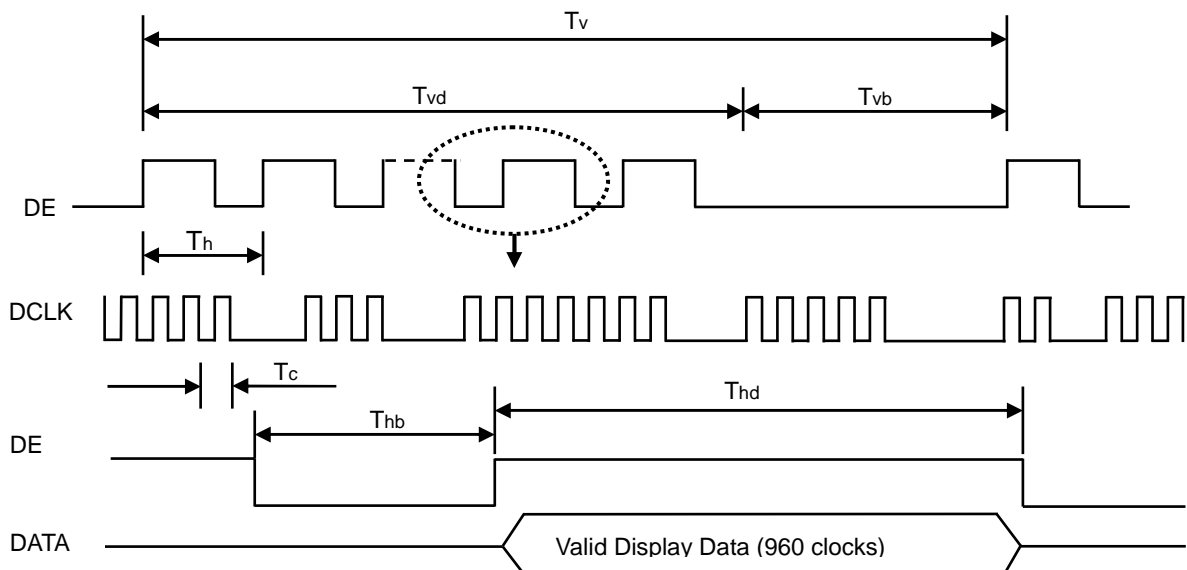 Tv
Tvd
Tvb
DE
Th
DCLK
Tc
Thd
Thb
DE
DATA
Valid Display Data (960 clocks)